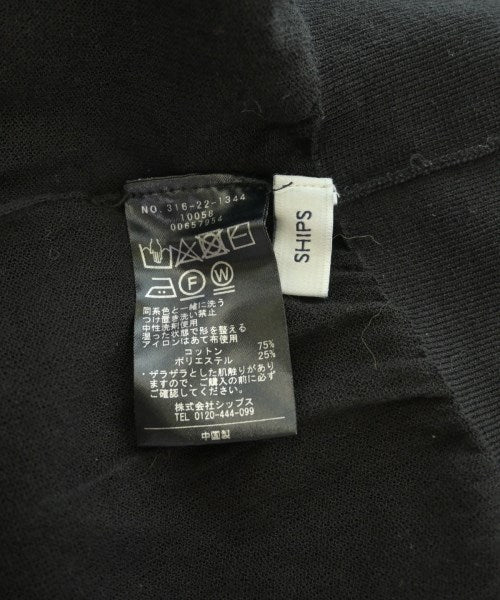 NO. 316-22-1344
10058
00657954
F W
同系色と一緒に洗う
つけ置き洗い禁止
中性洗剤使用
湿った状態で形を整える
アイロンはあて布使用
コットン 75%
ポリエステル 25%
・ザラザラとした肌触りがあり
ますので、ご購入の前に必ず
ご確認してください。
株式会社シップス
TEL 0120-444-099
中国製
SHIPS